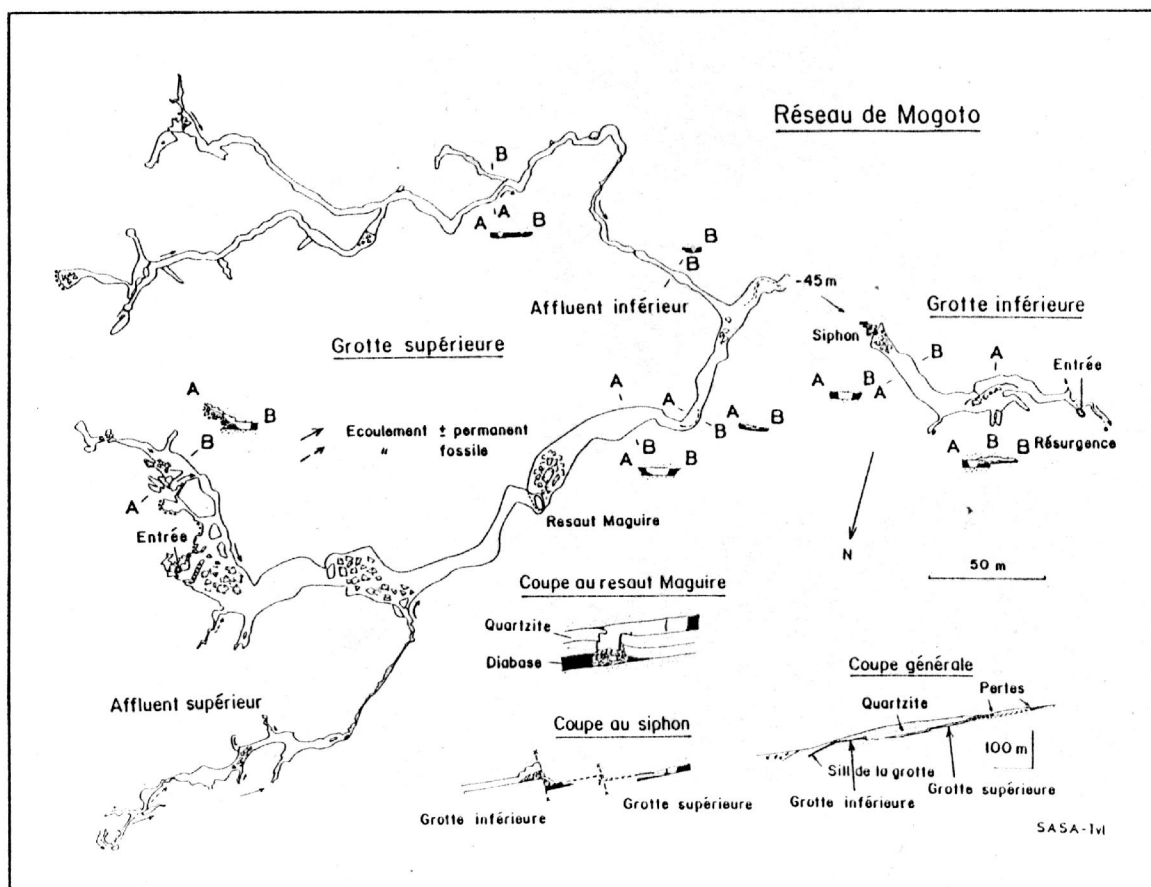 Réseau de Mogoto
B
A
A B
B
B
Affluent inférieur
-45 m
Grotte inférieure
Siphon
B
A
Entrée
A B
A
Résurgence
A
B B
Grotte supérieure
A
B
B
A
Entrée
Ecoulement ± permanent
" fossile
A
A
B
A
B
B
A B
Resaut Maguire
N
50 m
Coupe au resaut Maguire
Quartzite
Diabase
Affluent supérieur
Coupe au siphon
Grotte inférieure
Grotte supérieure
Coupe générale
Quartzite
Pertes
100 m
Sill de la grotte
Grotte inférieure
Grotte supérieure
SASA-1vl